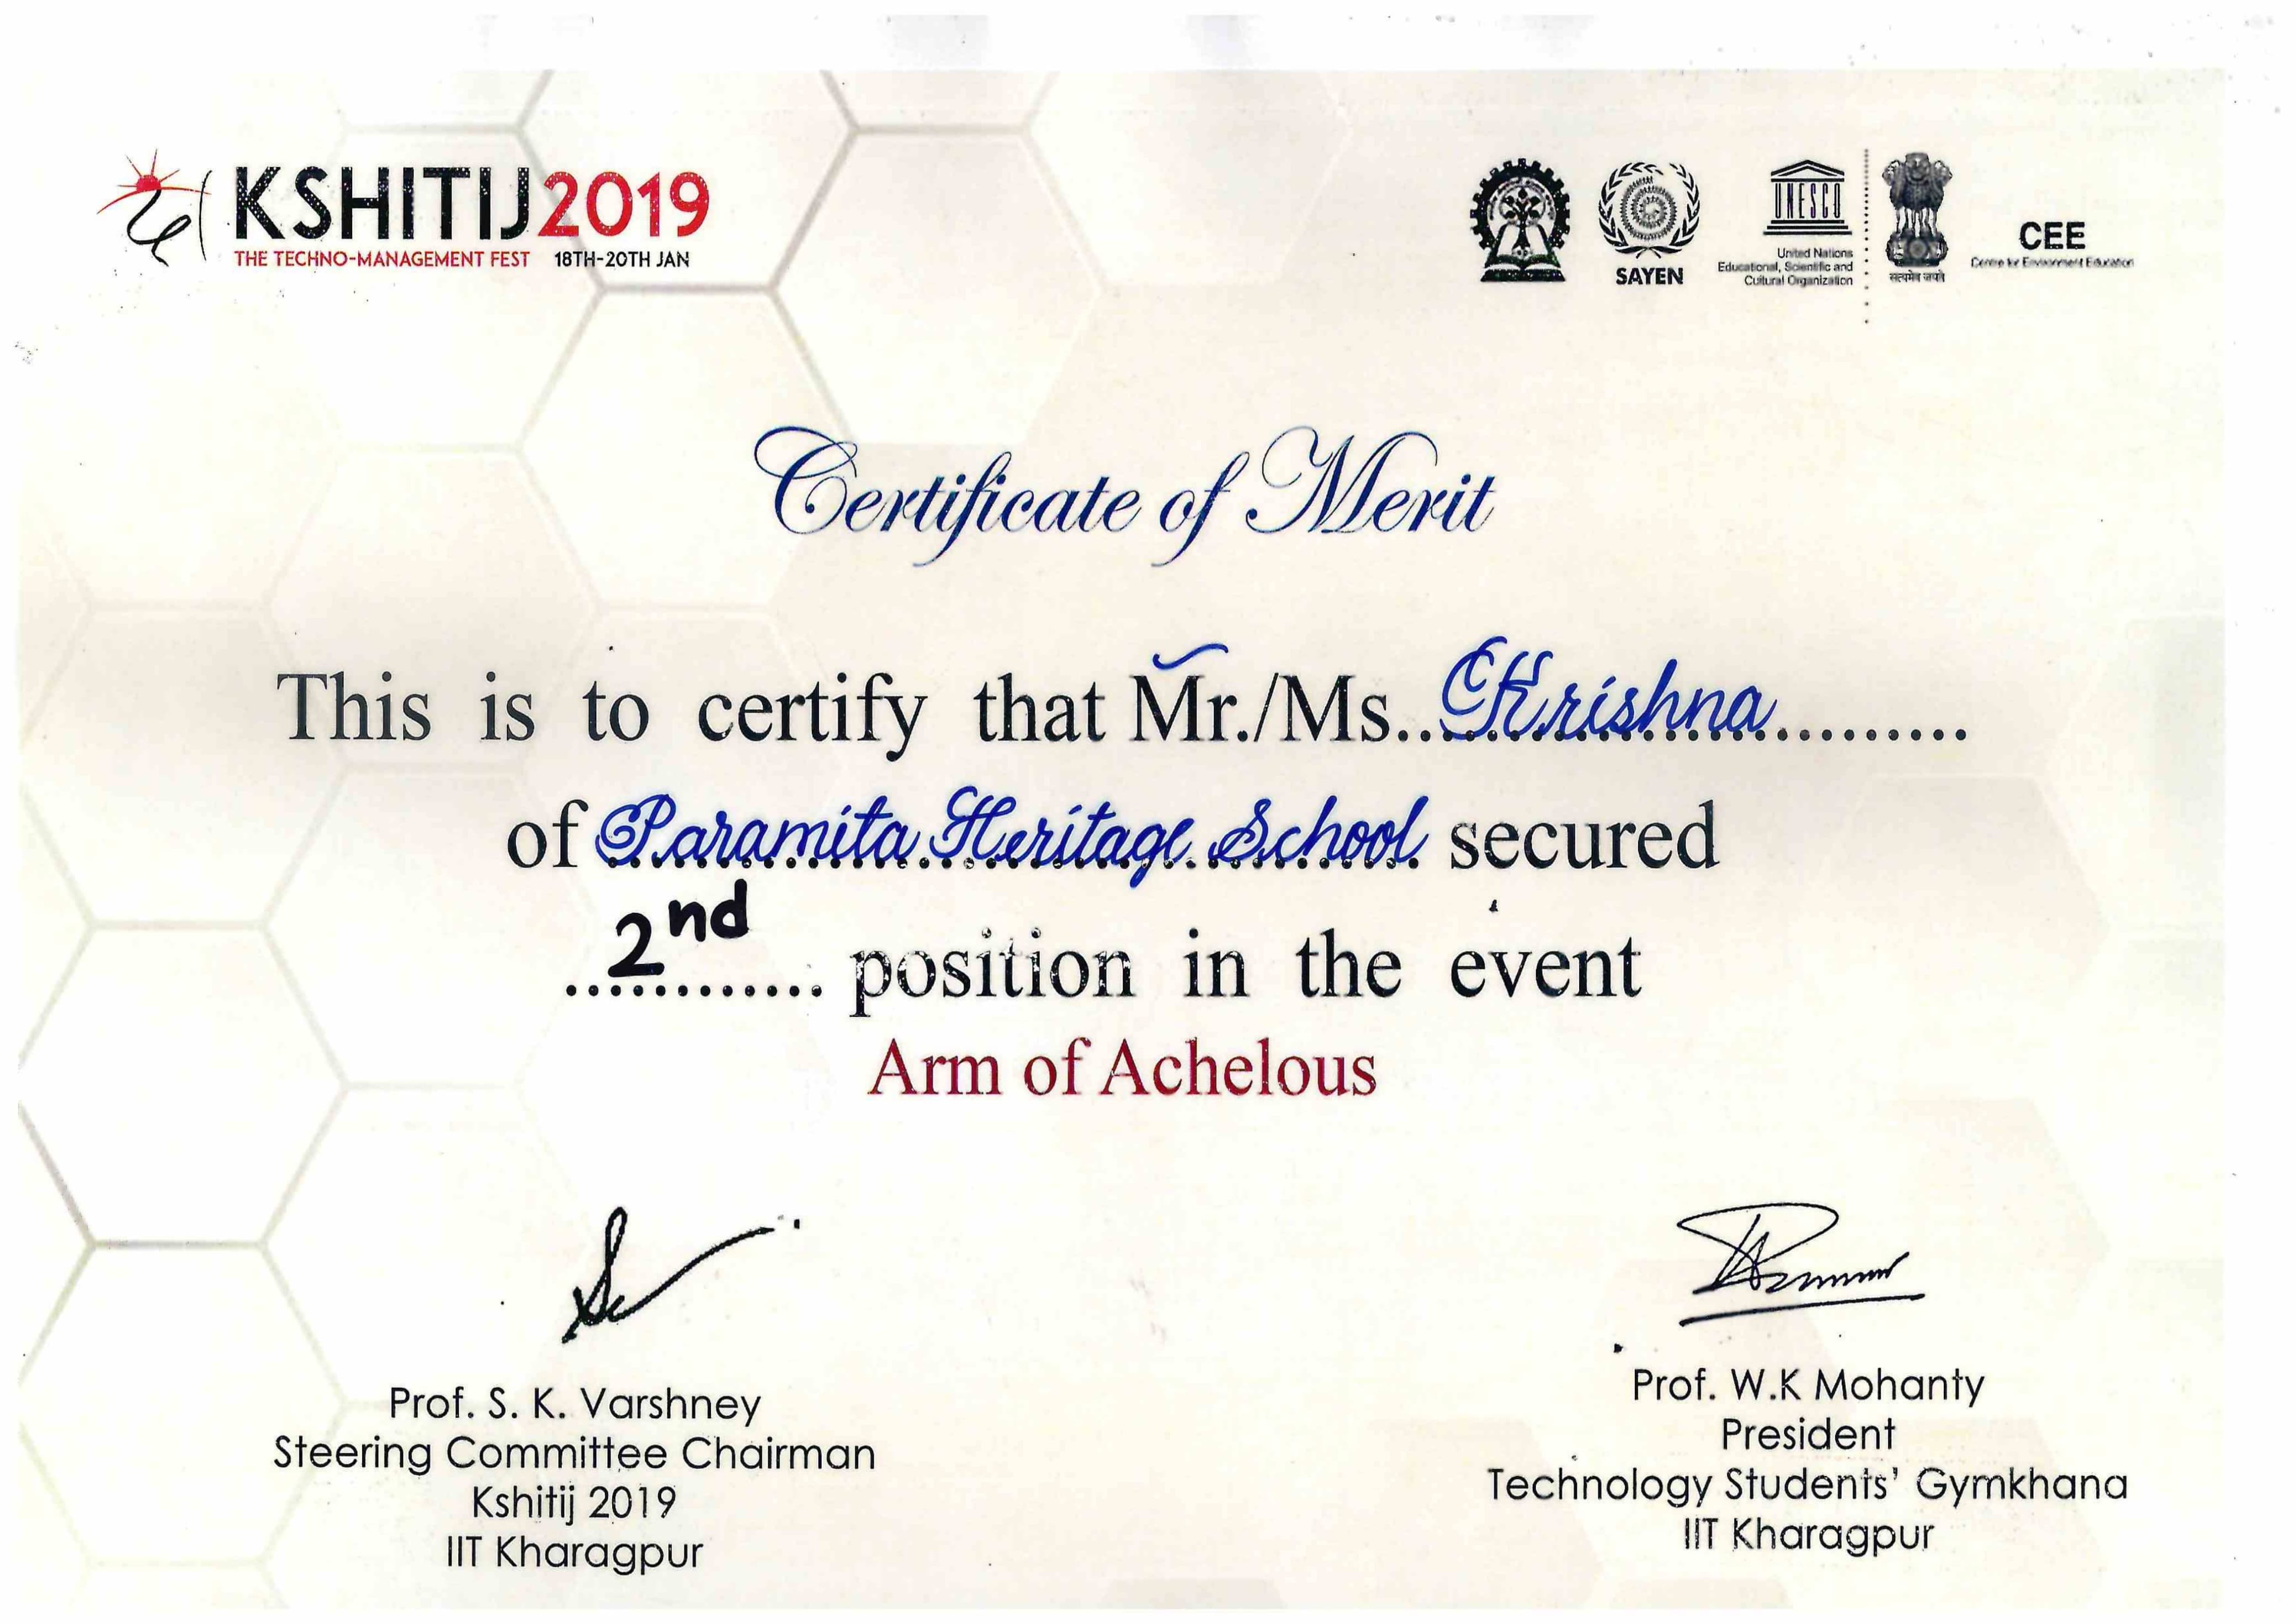 KSHITIJ2019
THE TECHNO-MANAGEMENT FEST 18TH-20TH JAN
SAYEN
UNESCO
United Nations
Educational, Scientific and
Cultural Organization
सत्यमेव जयते
CEE
Centre for Environment Education
Certificate of Merit
This is to certify that Mr./Ms..Krishna..........
of Paramita Heritage School secured
2nd position in the event
Arm of Achelous
Prof. S. K. Varshney
Steering Committee Chairman
Kshitij 2019
IIT Kharagpur
Prof. W.K Mohanty
President
Technology Students' Gymkhana
IIT Kharagpur